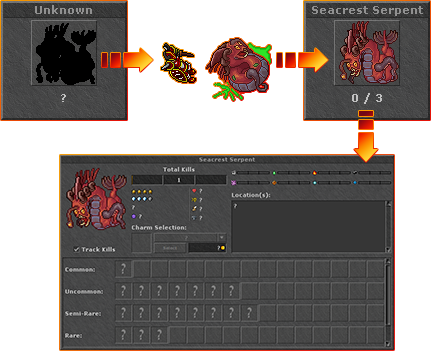 Unknown
?
Seacrest Serpent
0 / 3
Seacrest Serpent
Total Kills
1
?
?
?
?
?
?
?
Location(s):
?
Charm Selection:
?
Select
?
Track Kills
Common:
?
Uncommon:
? ? ? ? ? ? ?
Semi-Rare:
? ? ? ? ? ? ? ?
Rare:
? ? ?